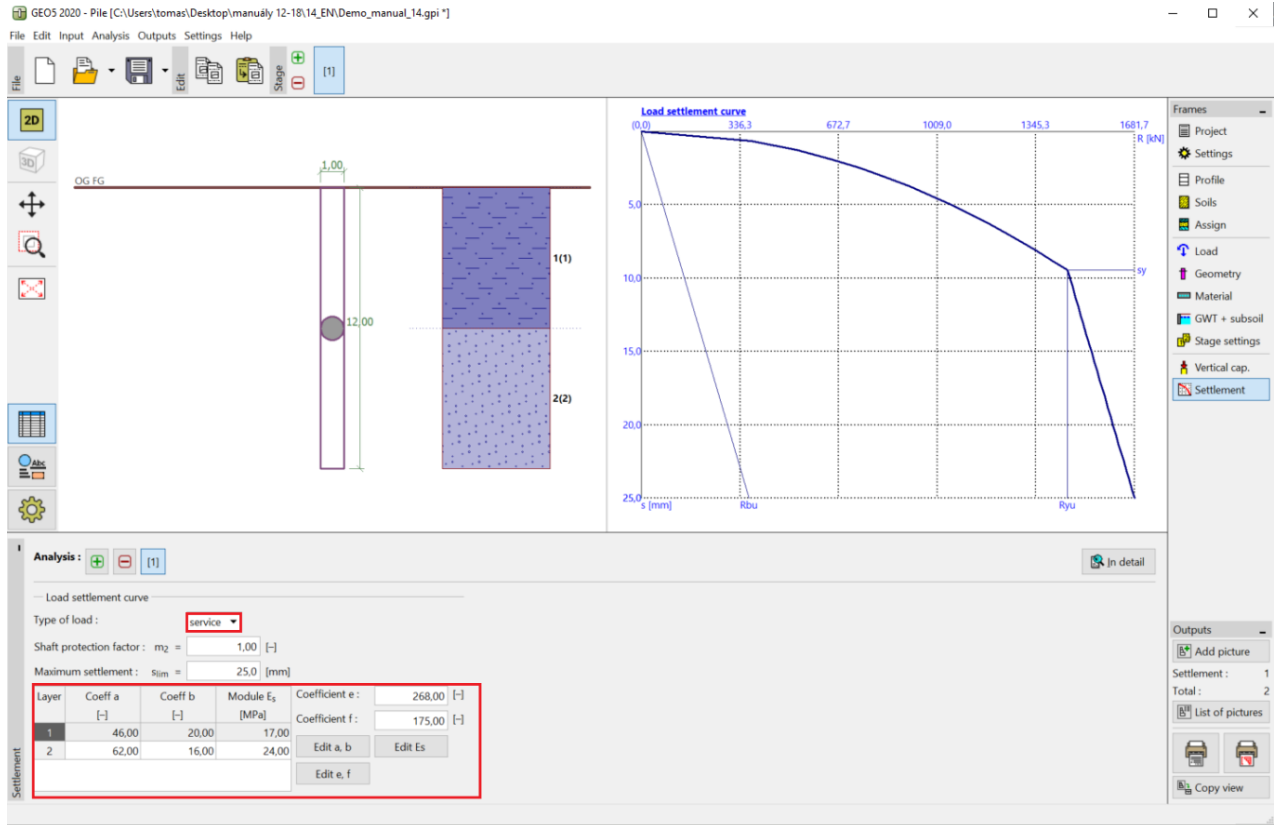 GEO5 2020 - Pile [C:\Users\tomas\Desktop\manuály 12-18\14_EN\Demo_manual_14.gpi *]
File Edit Input Analysis Outputs Settings Help
File
Edit
Stage
[1]
2D
3D
OG FG
1,00
12,00
1(1)
2(2)
Load settlement curve
(0,0) 336,3 672,7 1009,0 1345,3 1681,7
R [kN]
5,0
10,0
sy
15,0
20,0
25,0
s [mm] Rbu Ryu
Frames
Project
Settings
Profile
Soils
Assign
Load
Geometry
Material
GWT + subsoil
Stage settings
Vertical cap.
Settlement
Abc
Settlement
Analysis : [1]
In detail
Load settlement curve
Type of load : service
Shaft protection factor : m2 = 1,00 [–]
Maximum settlement : slim = 25,0 [mm]
Layer Coeff a Coeff b Module Es
[–] [–] [MPa]
1 46,00 20,00 17,00
2 62,00 16,00 24,00
Coefficient e : 268,00 [–]
Coefficient f : 175,00 [–]
Edit a, b Edit Es
Edit e, f
Outputs
Add picture
Settlement : 1
Total : 2
List of pictures
Copy view